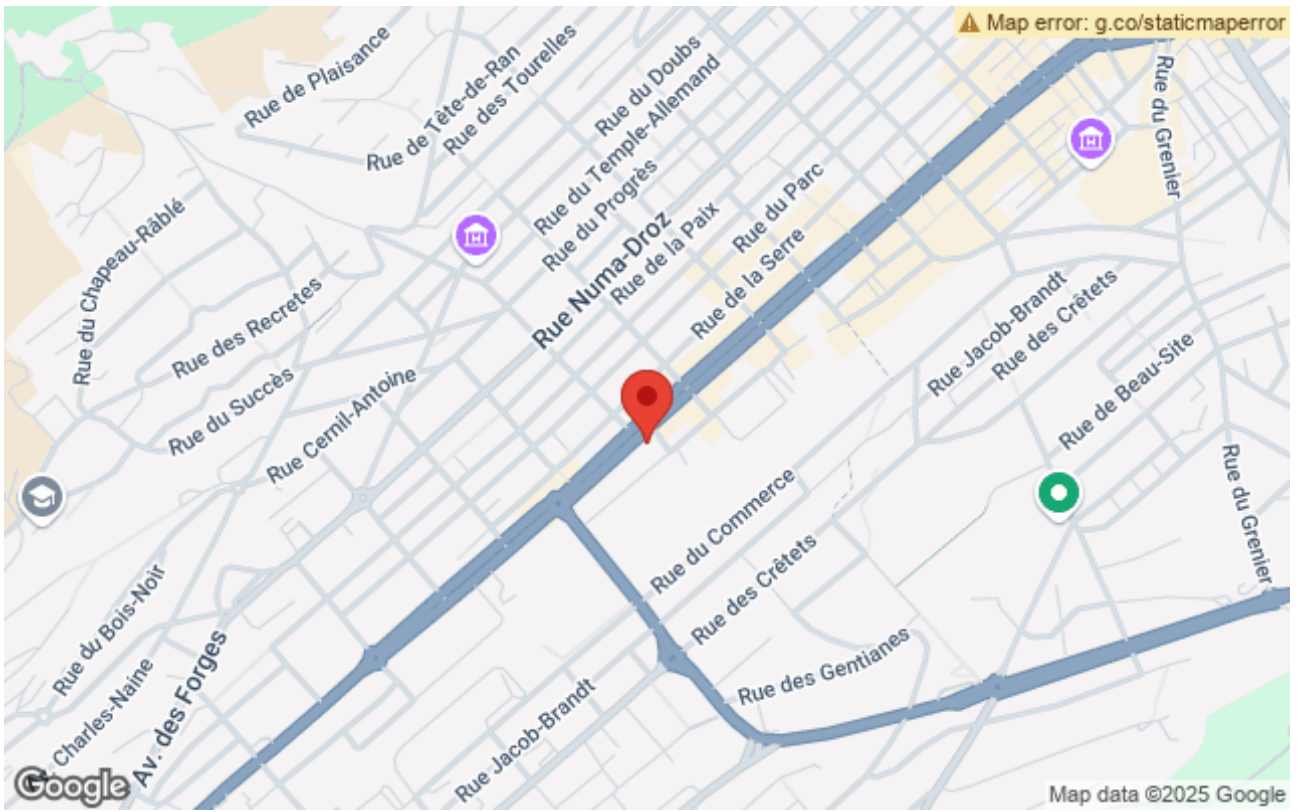 Map error: g.co/staticmaperror
Rue de Plaisance
Rue de Tête-de-Ran
Rue des Tourelles
Rue du Doubs
Rue du Temple-Allemand
Rue du Progrès
Rue du Grenier
Rue du Parc
Rue Numa-Droz
Rue de la Paix
Rue de la Serre
Rue du Chapeau-Râblé
Rue des Recretes
Rue du Succès
Rue Cernil-Antoine
Rue Jacob-Brandt
Rue des Crêtets
Rue de Beau-Site
Rue du Grenier
Rue du Commerce
Rue des Crêtets
Rue du Bois-Noir
Charles-Naine
Av. des Forges
Rue des Gentianes
Rue Jacob-Brandt
Google
Map data ©2025 Google